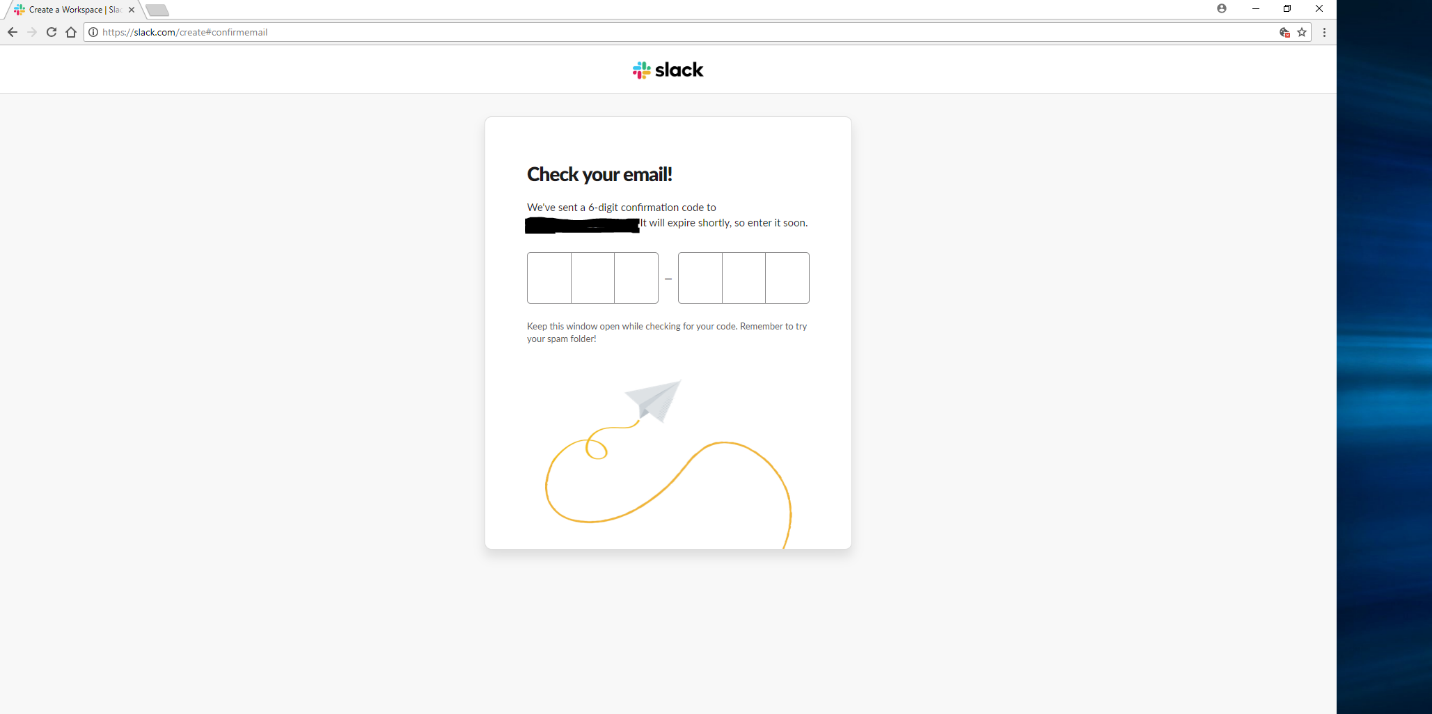 Create a Workspace | Slac
https://slack.com/create#confirmemail
slack
Check your email!
We've sent a 6-digit confirmation code to
It will expire shortly, so enter it soon.
–
Keep this window open while checking for your code. Remember to try
your spam folder!